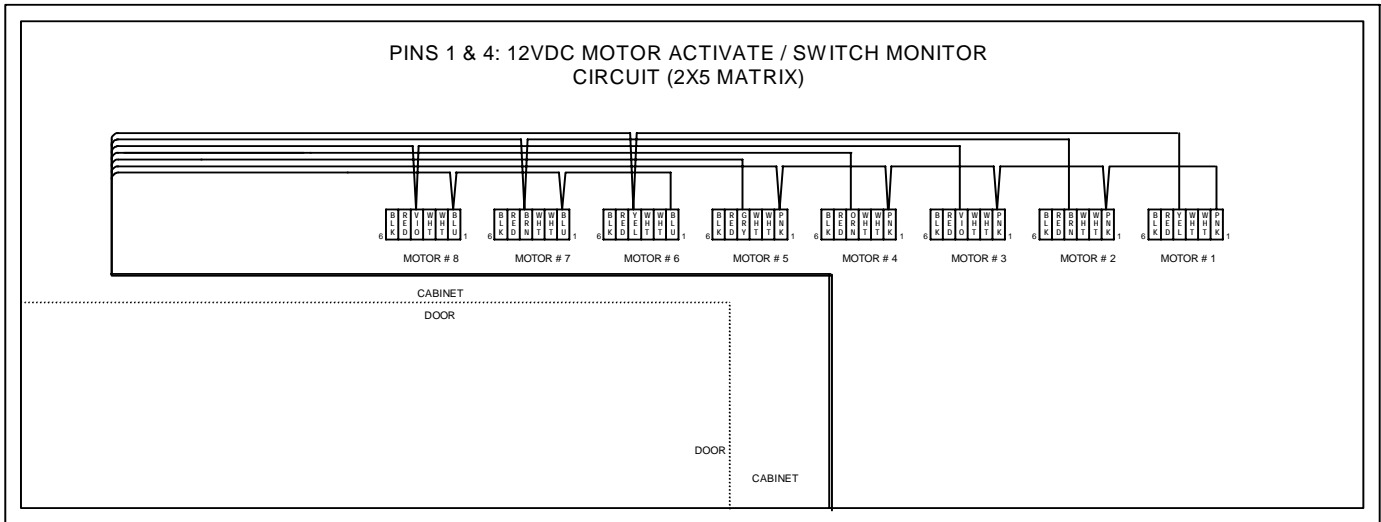 PINS 1 & 4: 12VDC MOTOR ACTIVATE / SWITCH MONITOR
CIRCUIT (2X5 MATRIX)
6 BLK RED VIO WHT WHT BLU 1
6 BLK RED BRN WHT WHT BLU 1
6 BLK RED YEL WHT WHT BLU 1
6 BLK RED GRY WHT WHT PNK 1
6 BLK RED ORN WHT WHT PNK 1
6 BLK RED VIO WHT WHT PNK 1
6 BLK RED BRN WHT WHT PNK 1
6 BLK RED YEL WHT WHT PNK 1
MOTOR # 8 MOTOR # 7 MOTOR # 6 MOTOR # 5 MOTOR # 4 MOTOR # 3 MOTOR # 2 MOTOR # 1
CABINET
DOOR
DOOR
CABINET